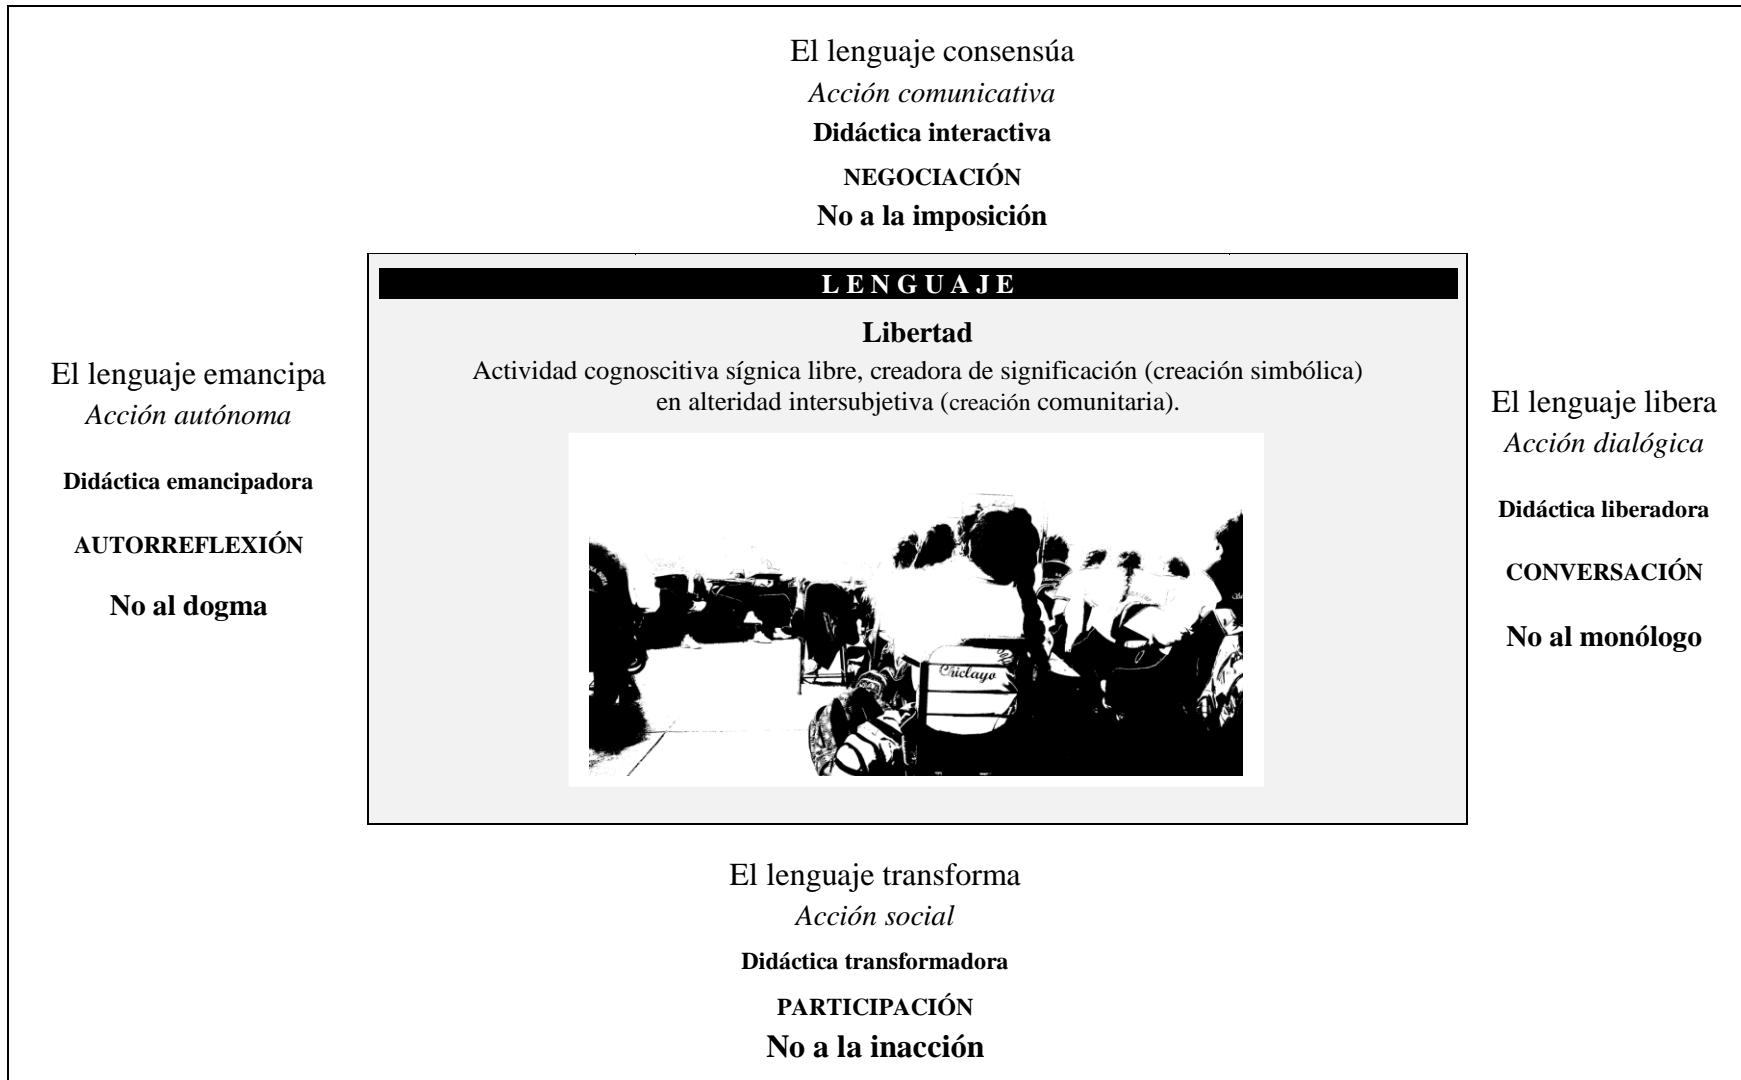 El lenguaje consensúa
Acción comunicativa
Didáctica interactiva
NEGOCIACIÓN
No a la imposición
LENGUAJE
Libertad
Actividad cognoscitiva sígnica libre, creadora de significación (creación simbólica)
en alteridad intersubjetiva (creación comunitaria).
Chiclayo
El lenguaje emancipa
Acción autónoma
Didáctica emancipadora
AUTORREFLEXIÓN
No al dogma
El lenguaje libera
Acción dialógica
Didáctica liberadora
CONVERSACIÓN
No al monólogo
El lenguaje transforma
Acción social
Didáctica transformadora
PARTICIPACIÓN
No a la inacción